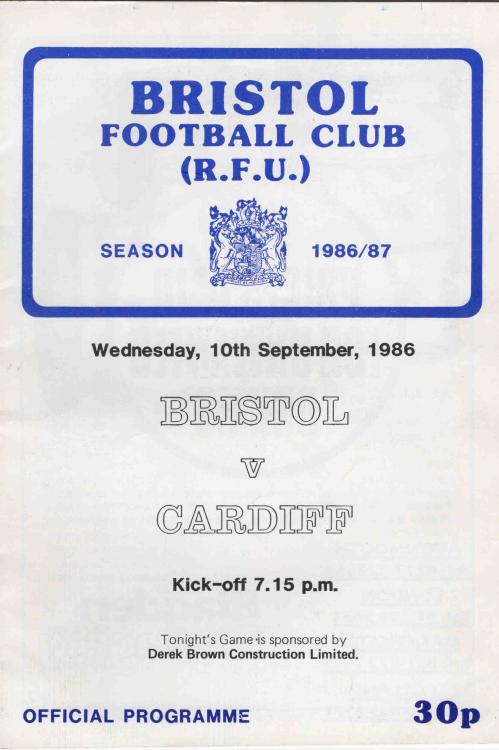 BRISTOL
FOOTBALL CLUB
(R.F.U.)
SEASON 1986/87
Wednesday, 10th September, 1986
BRISTOL
V
CARDIFF
Kick-off 7.15 p.m.
Tonight's Game is sponsored by
Derek Brown Construction Limited.
OFFICIAL PROGRAMME 30p